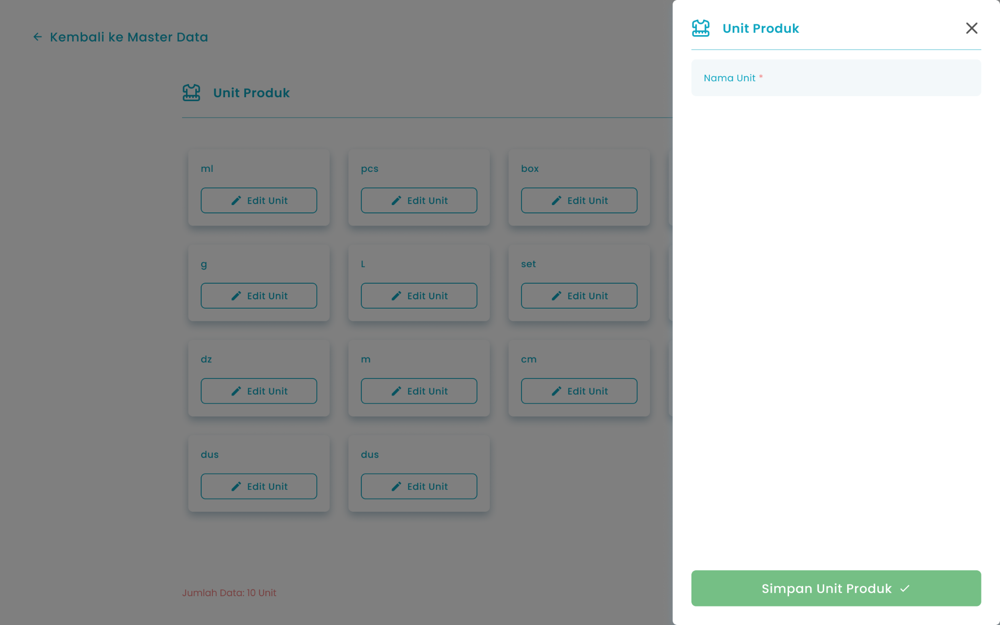 Kembali ke Master Data
Unit Produk
ml
pcs
box
Edit Unit
Edit Unit
Edit Unit
g
L
set
Edit Unit
Edit Unit
Edit Unit
dz
m
cm
Edit Unit
Edit Unit
Edit Unit
dus
dus
Edit Unit
Edit Unit
Jumlah Data: 10 Unit
Unit Produk
Nama Unit *
Simpan Unit Produk